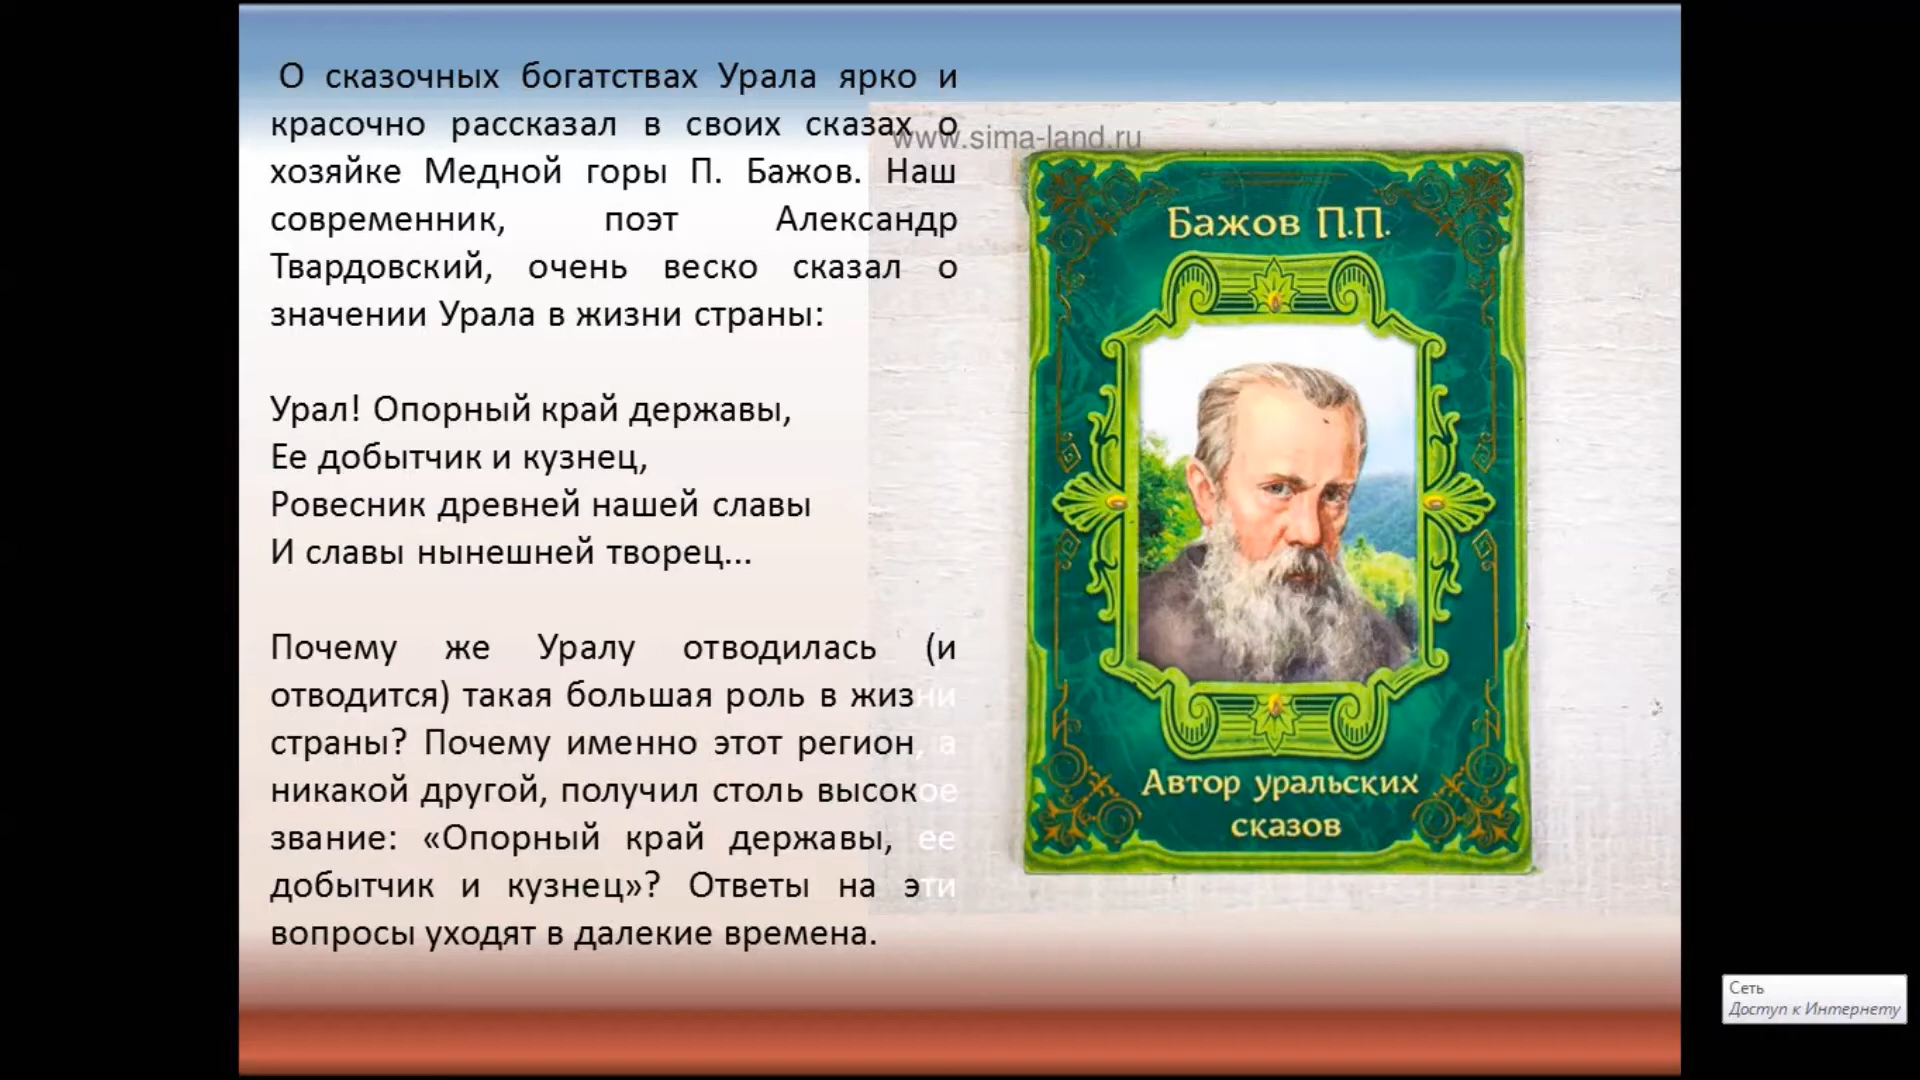 О сказочных богатствах Урала ярко и
красочно рассказал в своих сказах о
хозяйке Медной горы П. Бажов. Наш
современник, поэт Александр
Твардовский, очень веско сказал о
значении Урала в жизни страны:
Урал! Опорный край державы,
Ее добытчик и кузнец,
Ровесник древней нашей славы
И славы нынешней творец...
Почему же Уралу отводилась (и
отводится) такая большая роль в жизни
страны? Почему именно этот регион, а
никакой другой, получил столь высокое
звание: «Опорный край державы, ее
добытчик и кузнец»? Ответы на эти
вопросы уходят в далекие времена.
www.sima-land.ru
Бажов П.П.
Автор уральских
сказов
Сеть
Доступ к Интернету